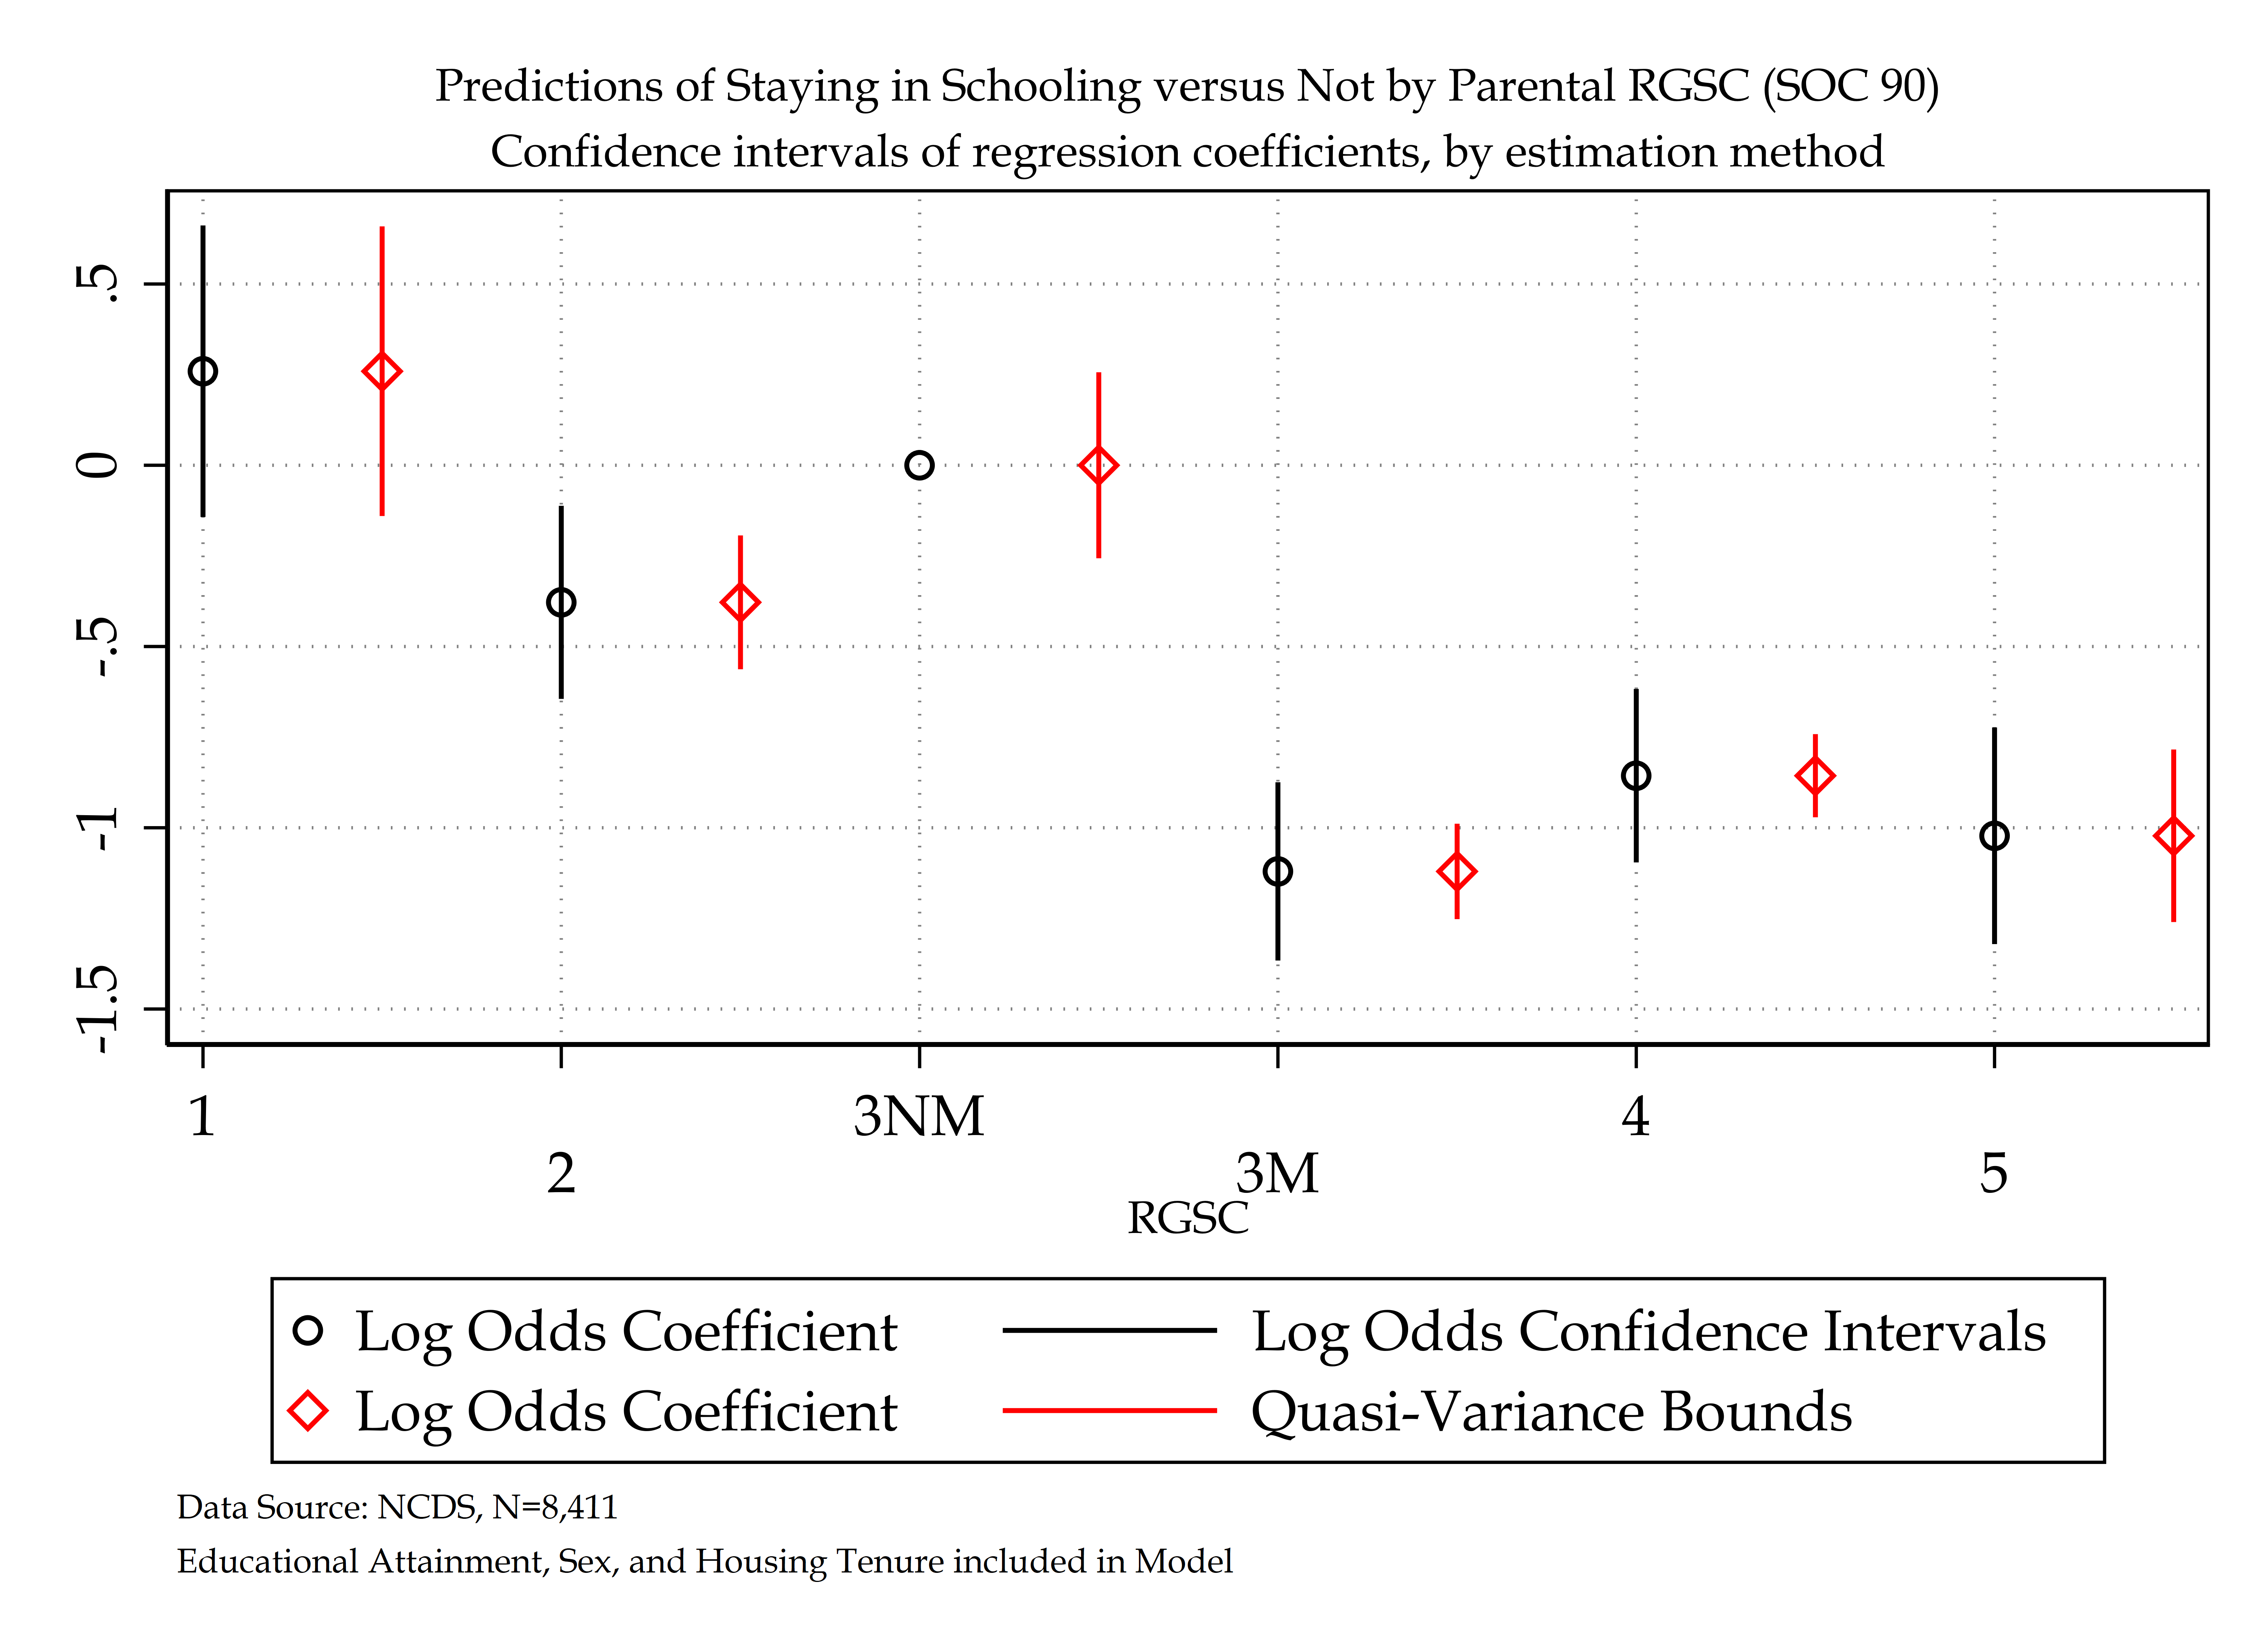 Predictions of Staying in Schooling versus Not by Parental RGSC (SOC 90)
Confidence intervals of regression coefficients, by estimation method
.5
0
-.5
-1
-1.5
1
2
3NM
3M
4
5
RGSC
Log Odds Coefficient
Log Odds Confidence Intervals
Log Odds Coefficient
Quasi-Variance Bounds
Data Source: NCDS, N=8,411
Educational Attainment, Sex, and Housing Tenure included in Model